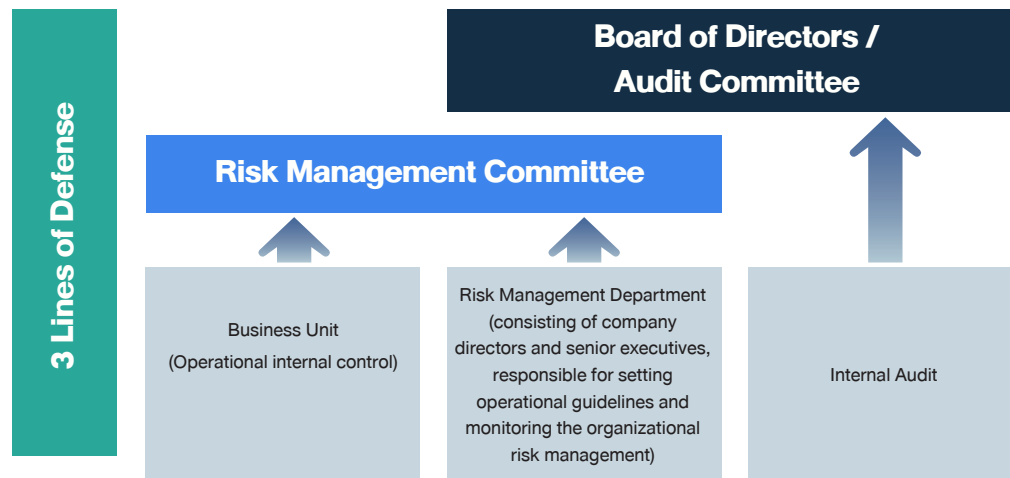 3 Lines of Defense
Board of Directors /
Audit Committee
Risk Management Committee
Business Unit
(Operational internal control)
Risk Management Department
(consisting of company
directors and senior executives,
responsible for setting
operational guidelines and
monitoring the organizational
risk management)
Internal Audit